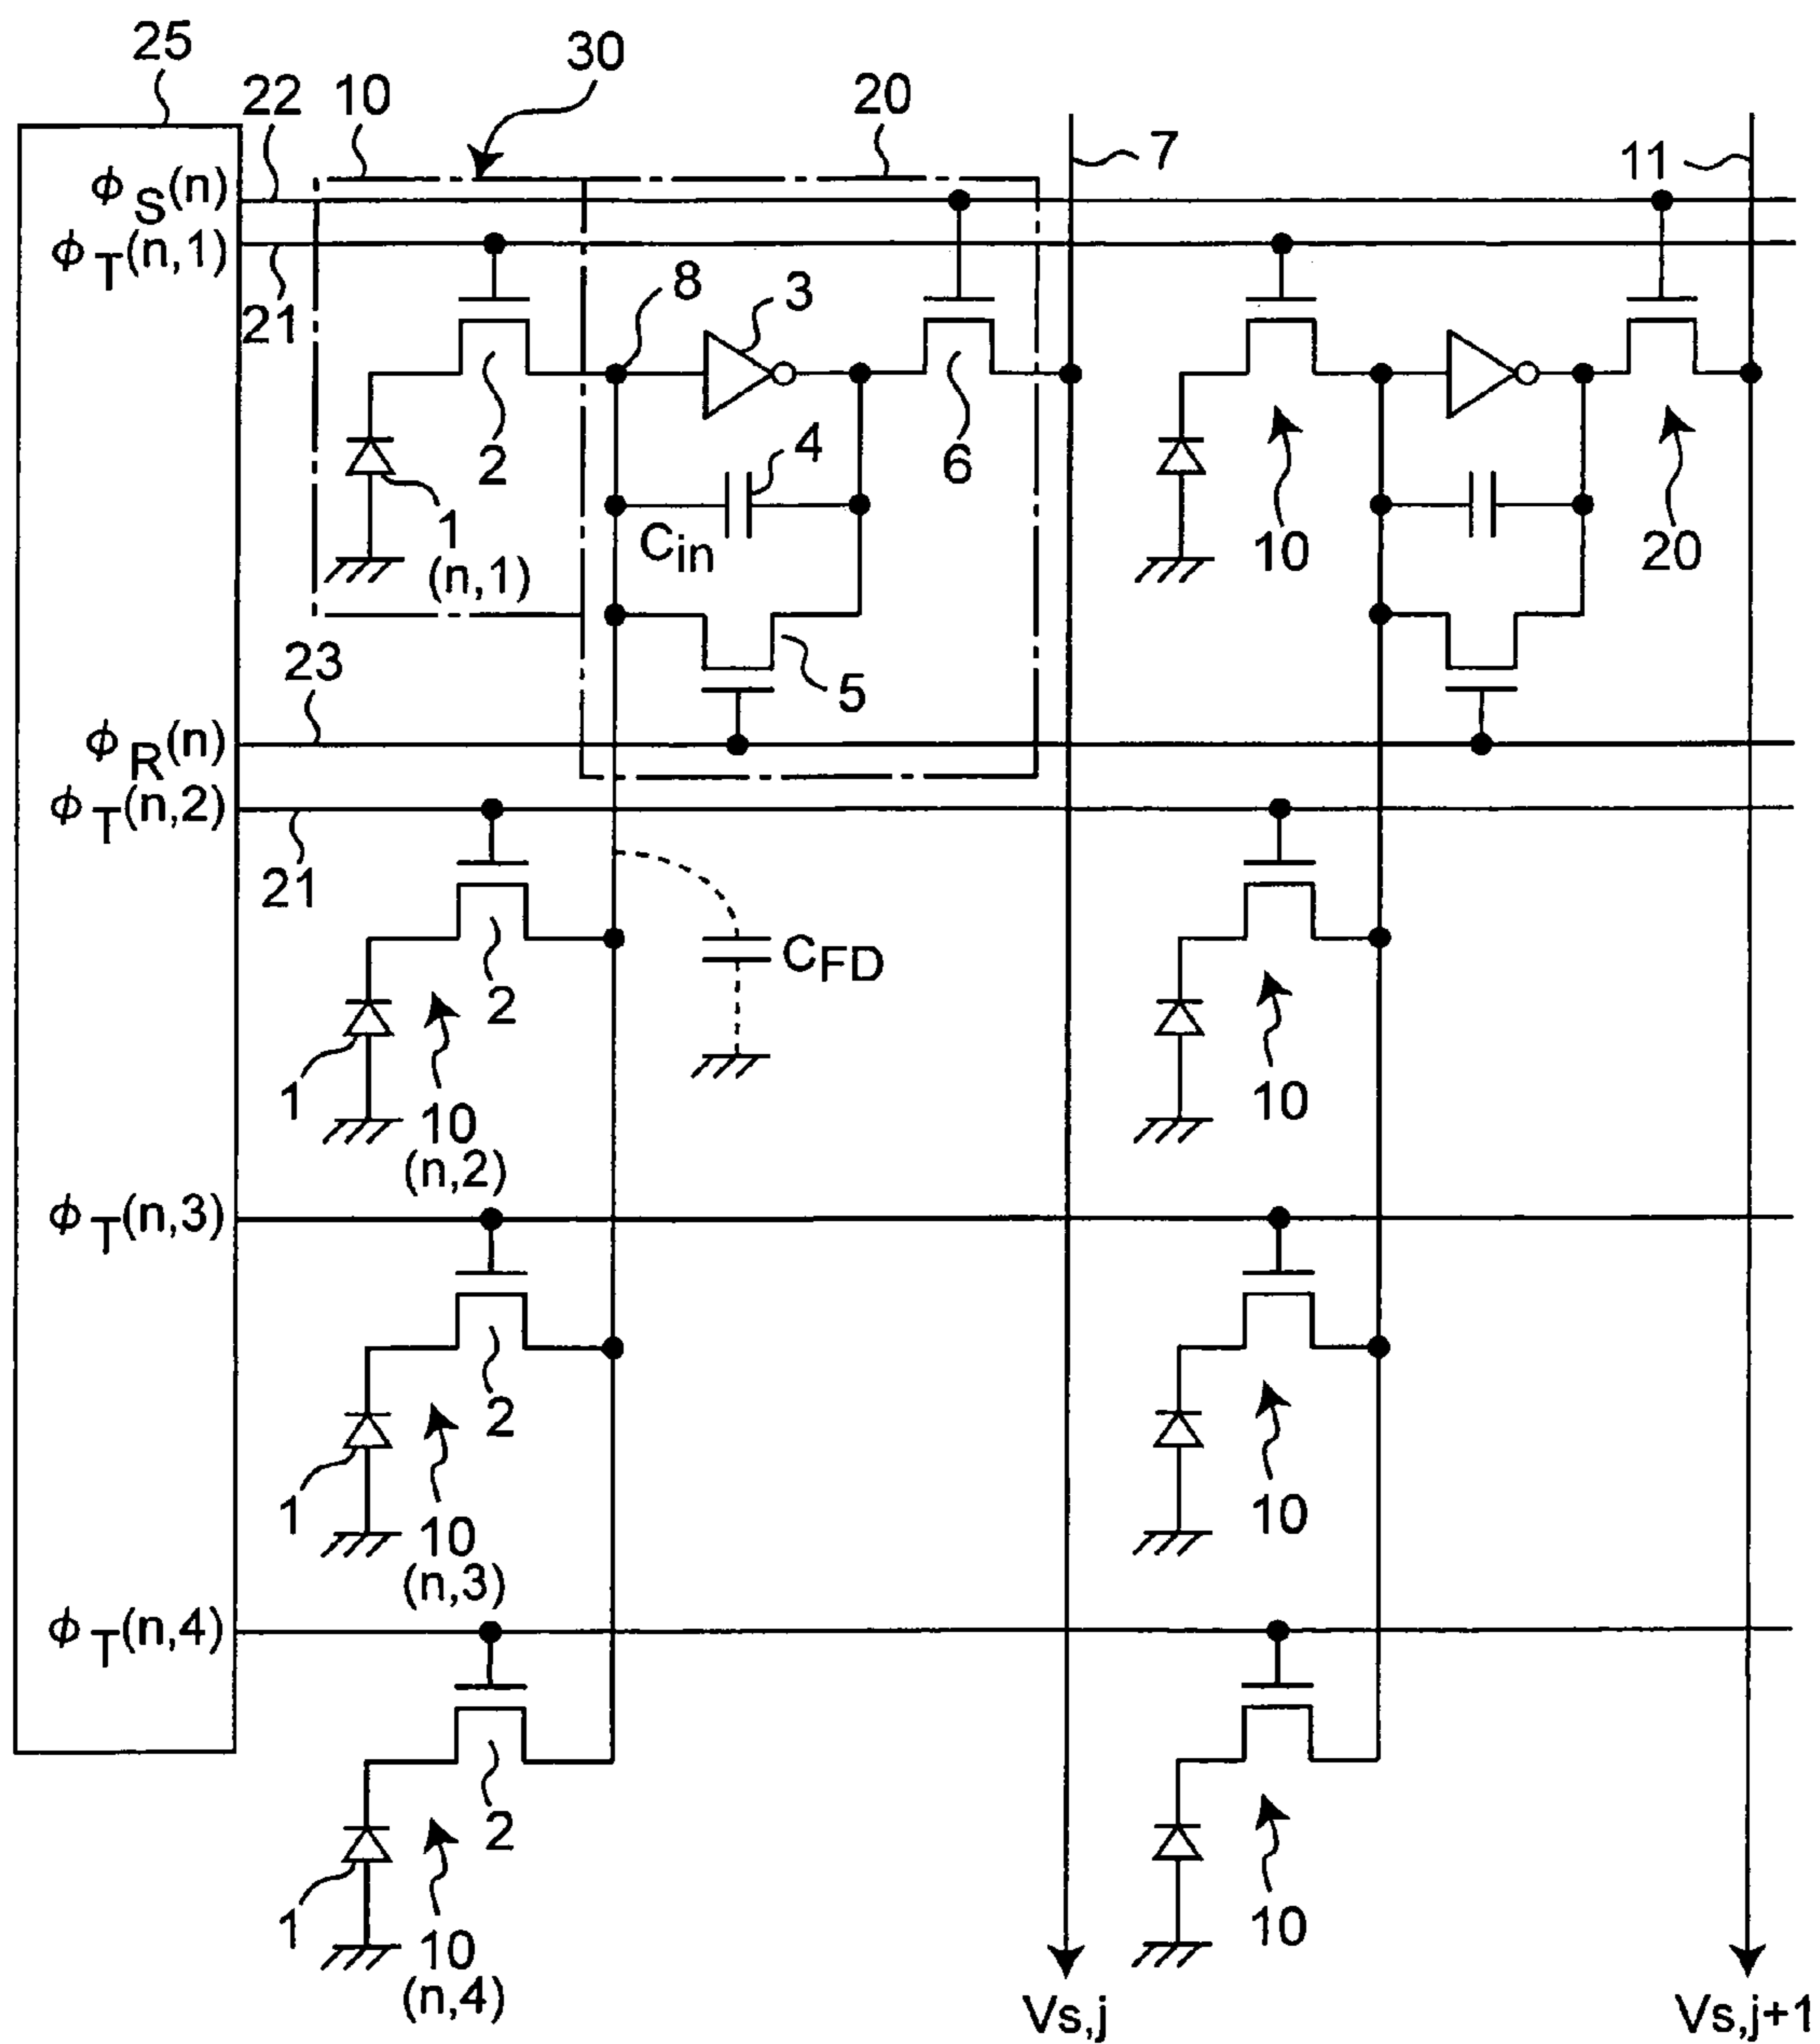 25
22
10
30
20
7
11
ϕS(n)
ϕT(n,1)
21
8
3
2
4
6
1
(n,1)
Cin
10
20
23
5
ϕR(n)
ϕT(n,2)
21
2
CFD
1
10
(n,2)
10
ϕT(n,3)
2
1
10
(n,3)
10
ϕT(n,4)
2
1
10
(n,4)
10
Vs,j
Vs,j+1